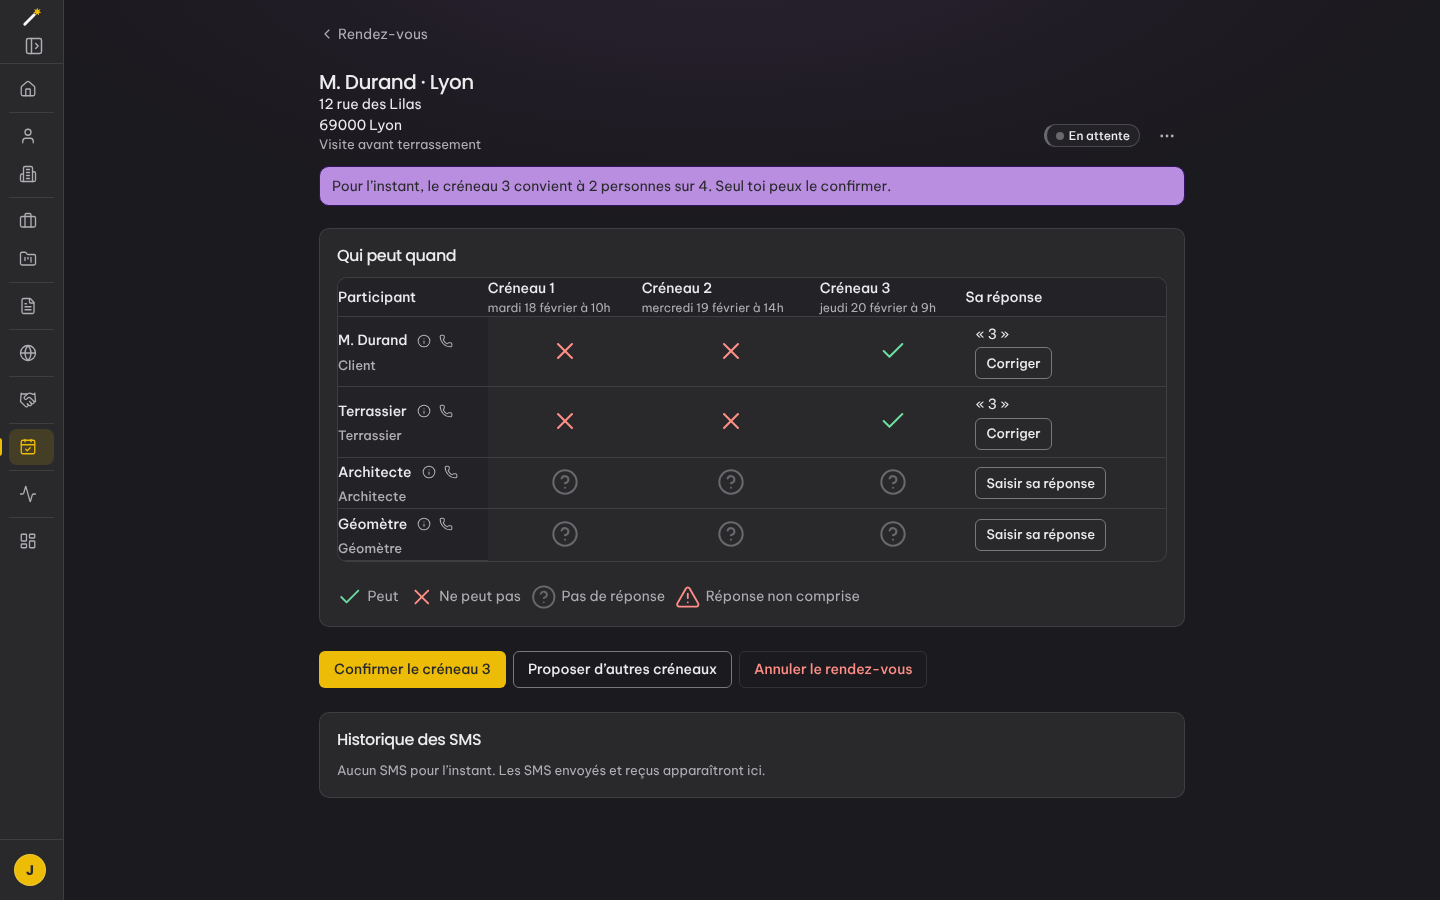 Rendez-vous
M. Durand · Lyon
12 rue des Lilas
69000 Lyon
Visite avant terrassement
En attente
Pour l’instant, le créneau 3 convient à 2 personnes sur 4. Seul toi peux le confirmer.
Qui peut quand
Participant
Créneau 1
mardi 18 février à 10h
Créneau 2
mercredi 19 février à 14h
Créneau 3
jeudi 20 février à 9h
Sa réponse
M. Durand
Client
« 3 »
Corriger
Terrassier
Terrassier
« 3 »
Corriger
Architecte
Architecte
Saisir sa réponse
Géomètre
Géomètre
Saisir sa réponse
Peut
Ne peut pas
Pas de réponse
Réponse non comprise
Confirmer le créneau 3
Proposer d’autres créneaux
Annuler le rendez-vous
Historique des SMS
Aucun SMS pour l’instant. Les SMS envoyés et reçus apparaîtront ici.
J